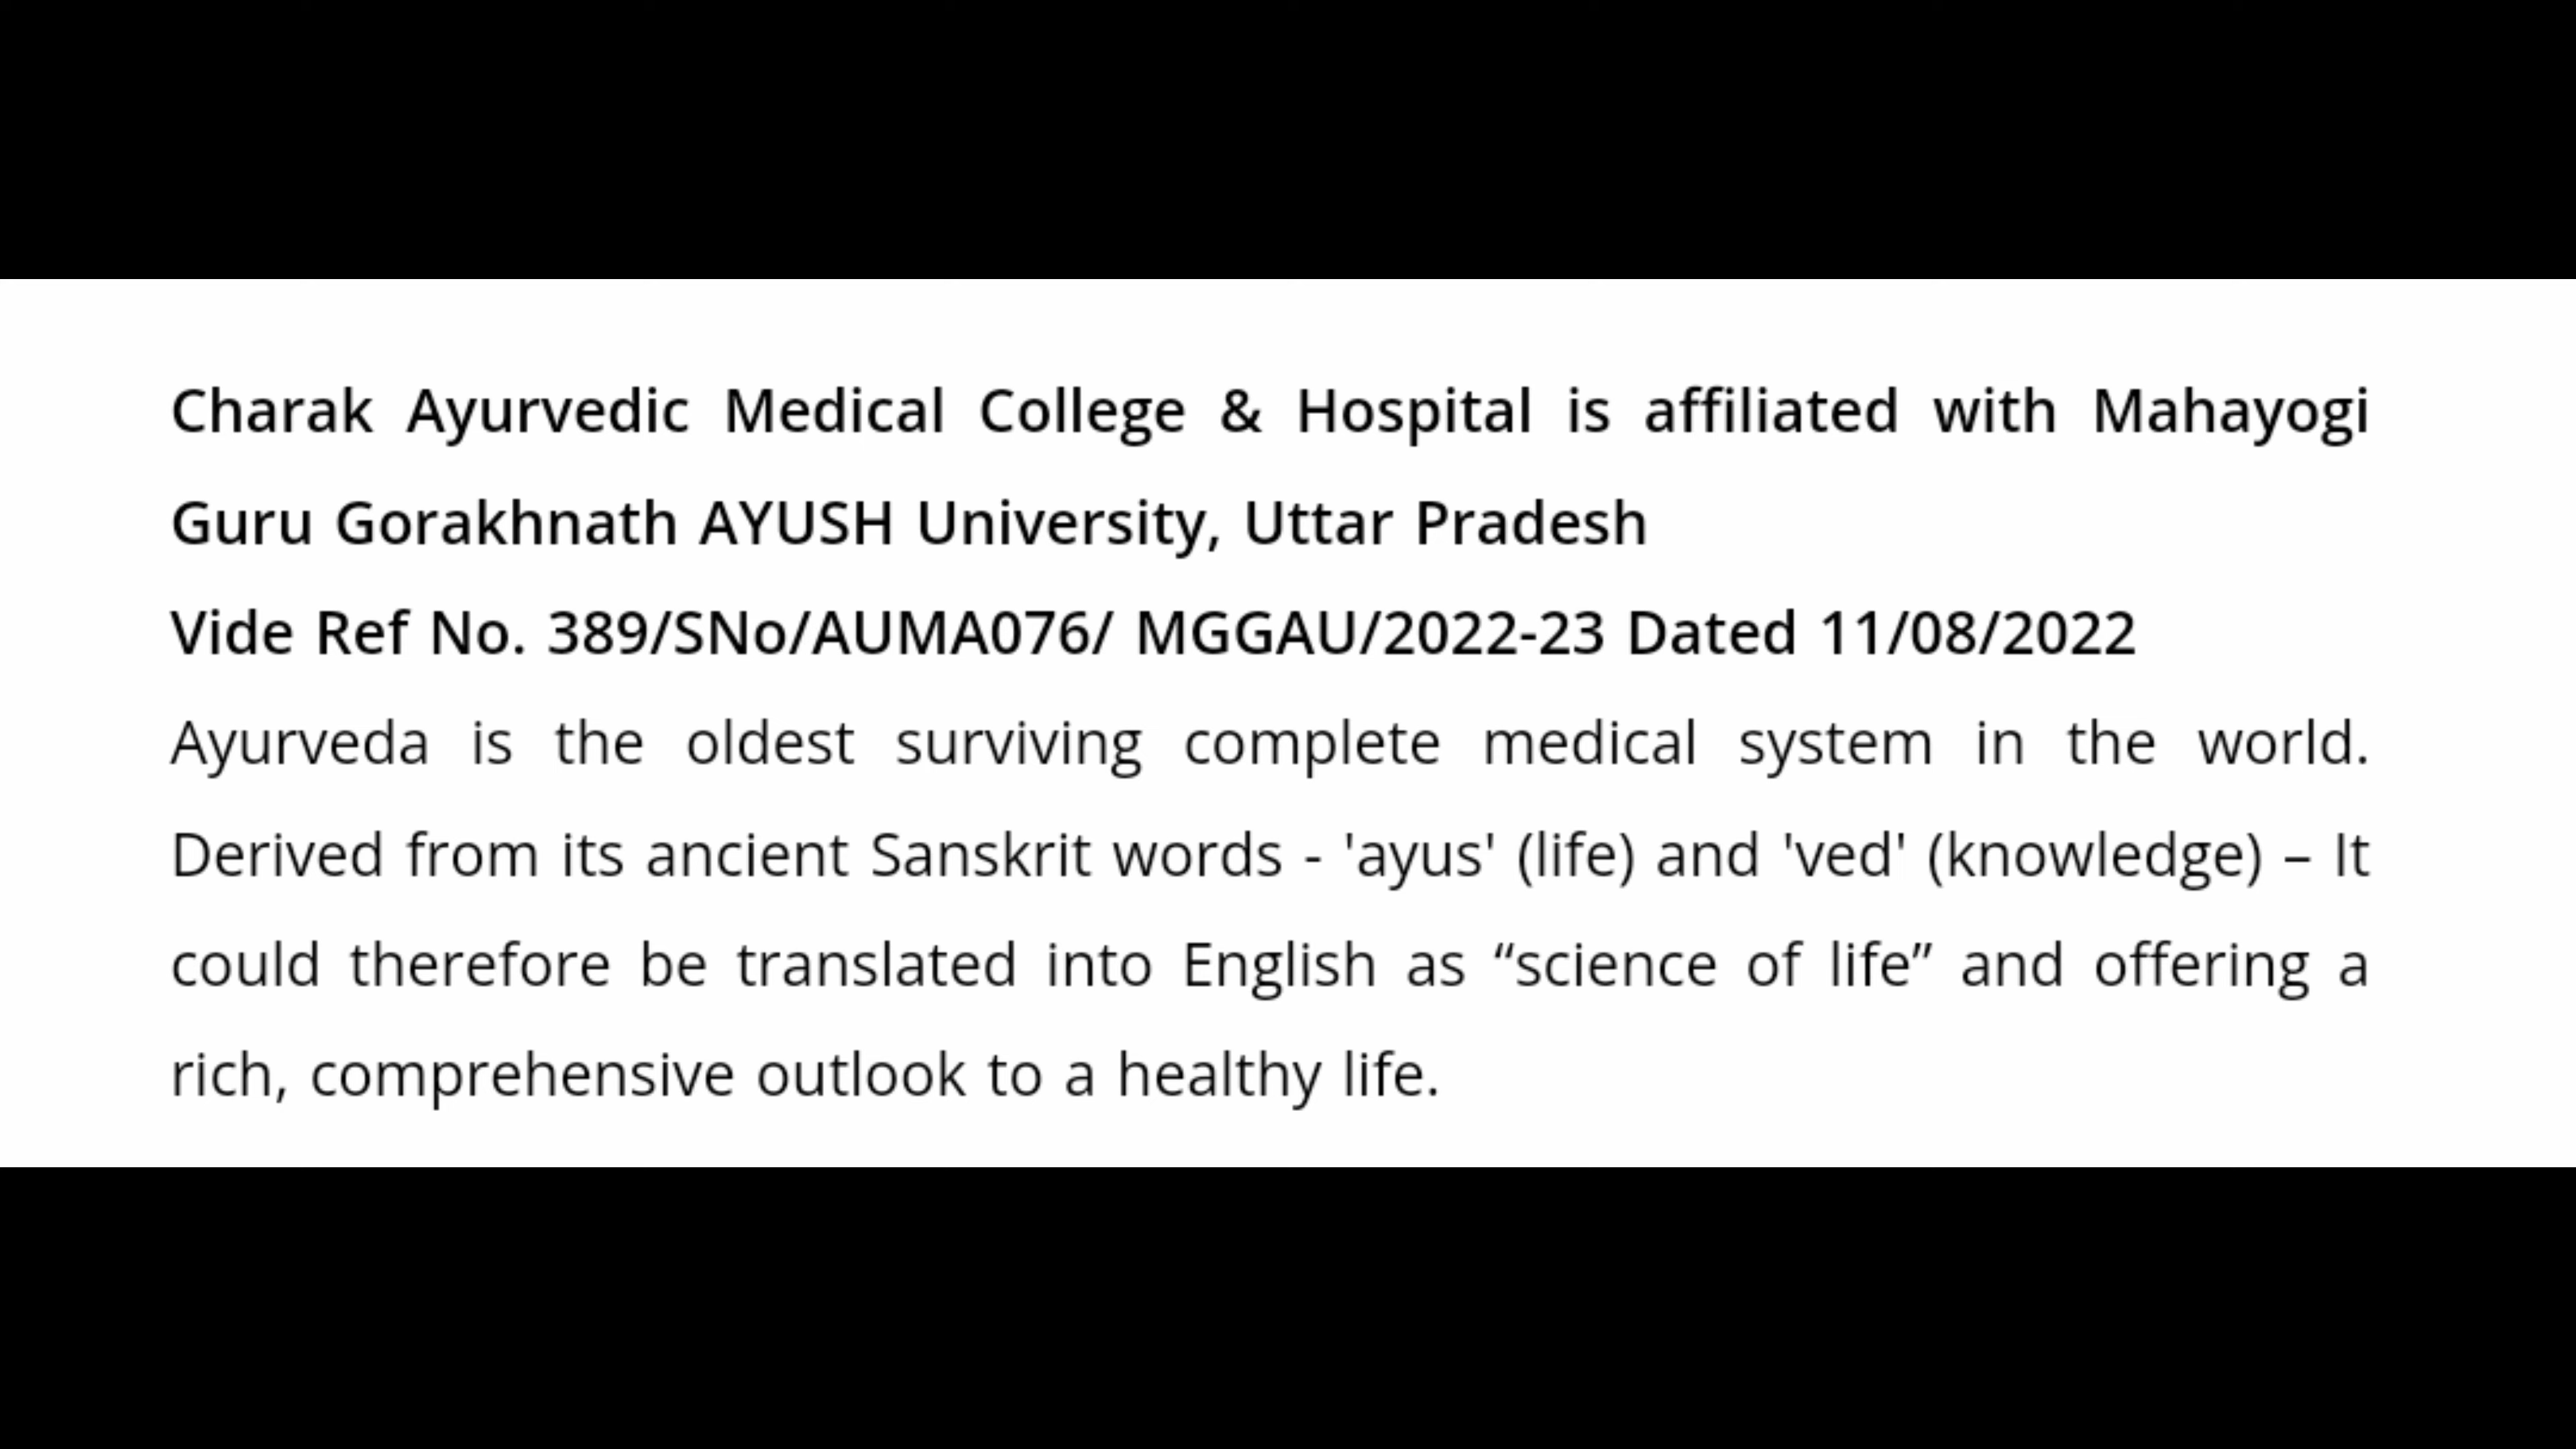 Charak Ayurvedic Medical College & Hospital is affiliated with Mahayogi
Guru Gorakhnath AYUSH University, Uttar Pradesh
Vide Ref No. 389/SNo/AUMA076/ MGGAU/2022-23 Dated 11/08/2022
Ayurveda is the oldest surviving complete medical system in the world.
Derived from its ancient Sanskrit words - 'ayus' (life) and 'ved' (knowledge) – It
could therefore be translated into English as “science of life” and offering a
rich, comprehensive outlook to a healthy life.